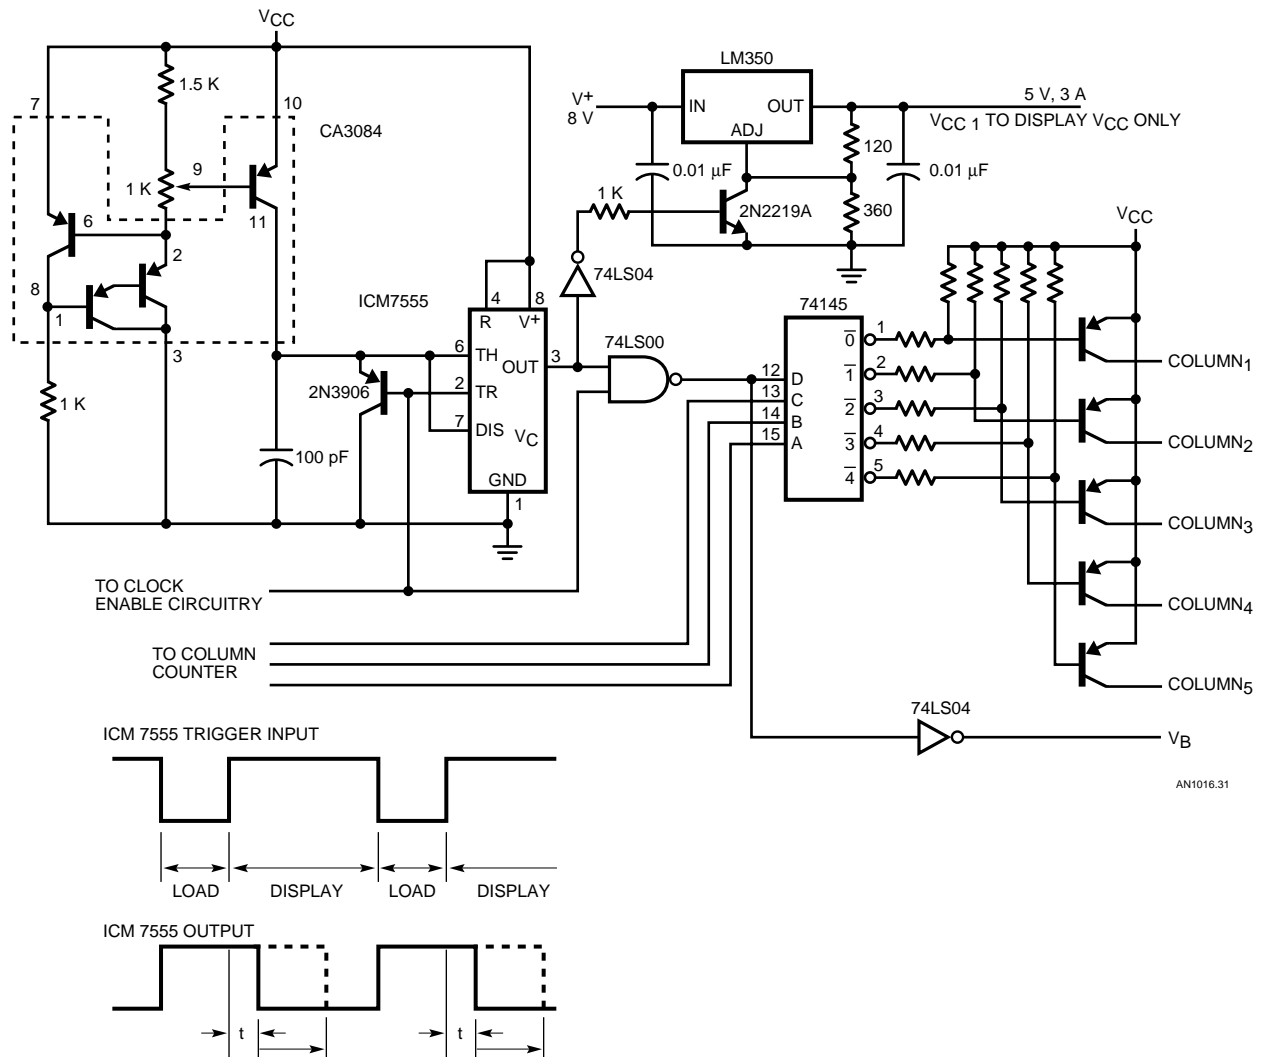 VCC
1.5 K
7
10
CA3084
9
1 K
11
6
2
8
1
3
1 K
100 pF
2N3906
ICM7555
4
8
R
V+
6
TH
OUT
3
2
TR
7
DIS
VC
GND
1
74LS04
1 K
74LS00
LM350
V+
8 V
IN
OUT
ADJ
5 V, 3 A
VCC 1 TO DISPLAY VCC ONLY
0.01 µF
120
0.01 µF
2N2219A
360
VCC
74145
12
D
13
C
14
B
15
A
0
1
1
2
2
3
3
4
4
5
COLUMN1
COLUMN2
COLUMN3
COLUMN4
COLUMN5
TO CLOCK
ENABLE CIRCUITRY
TO COLUMN
COUNTER
74LS04
VB
AN1016.31
ICM 7555 TRIGGER INPUT
LOAD
DISPLAY
LOAD
DISPLAY
ICM 7555 OUTPUT
t
t